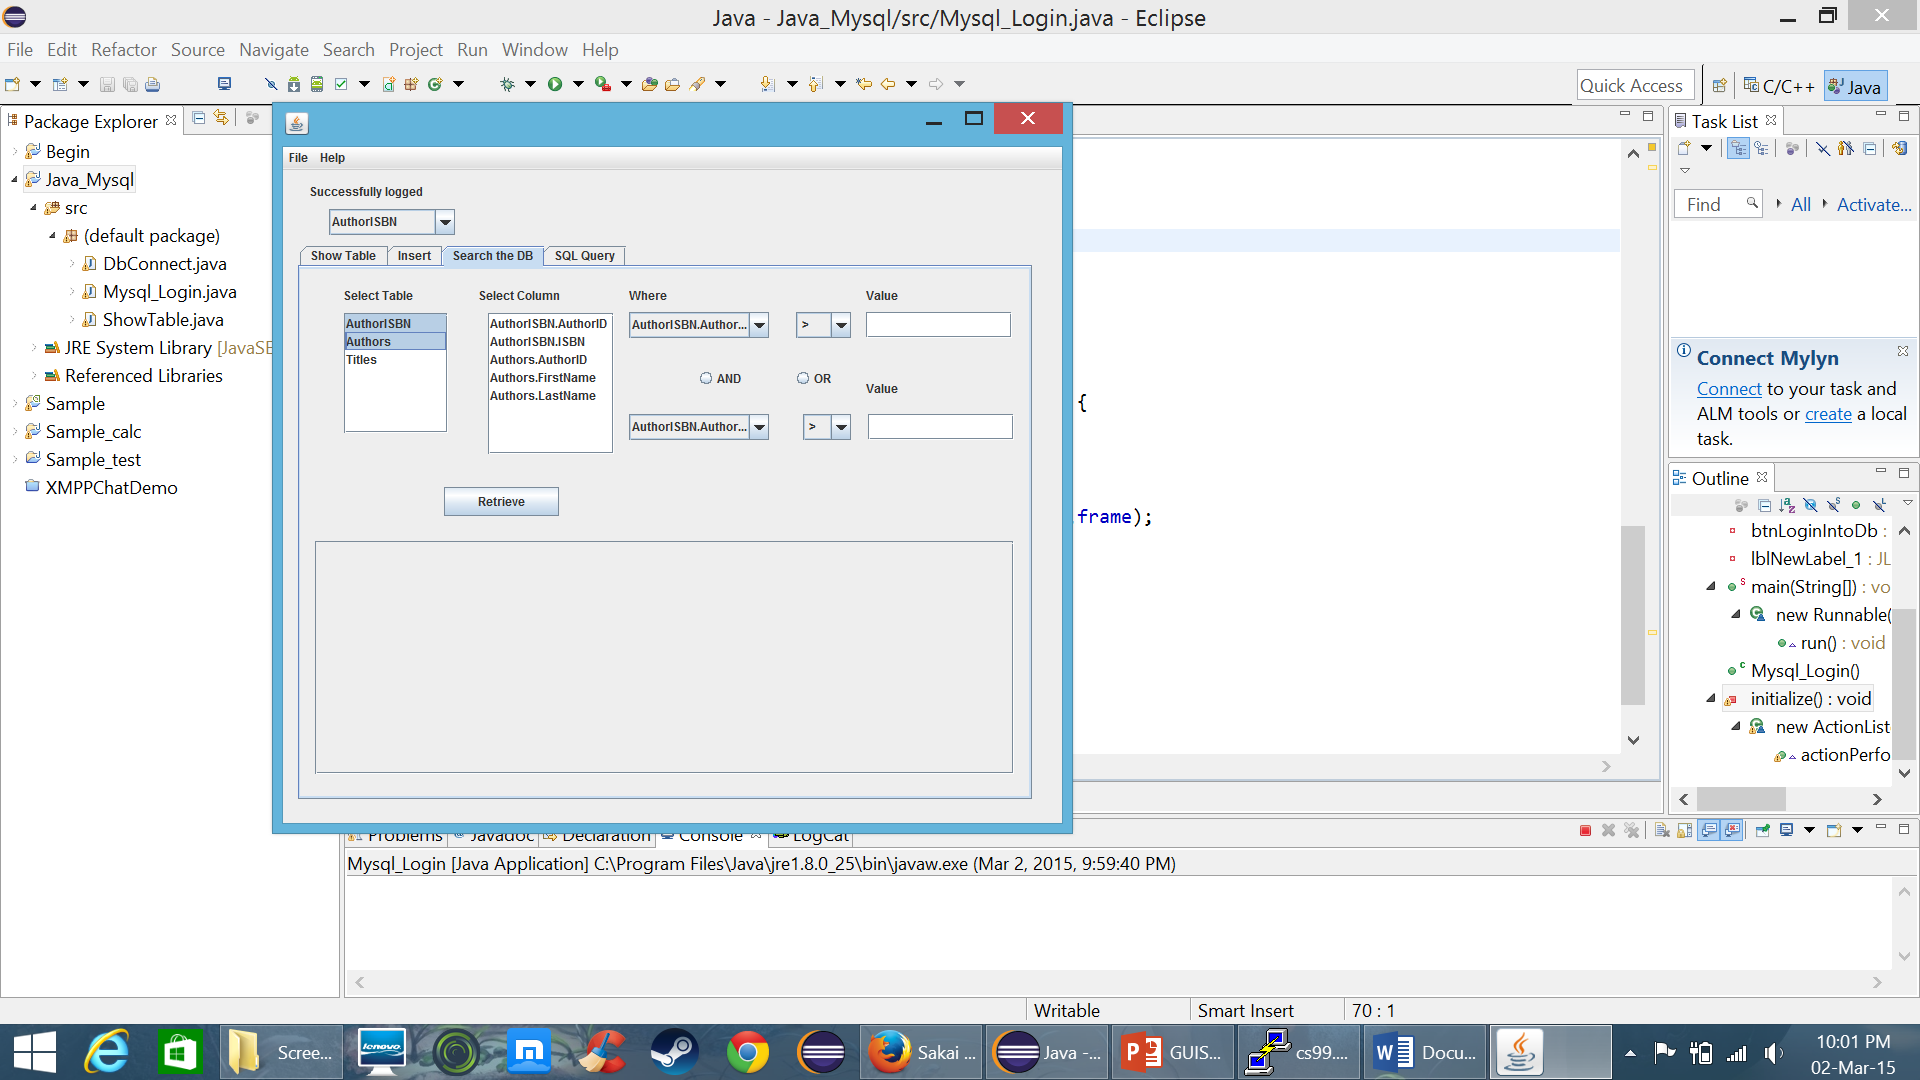 Java - Java_Mysql/src/Mysql_Login.java - Eclipse
File Edit Refactor Source Navigate Search Project Run Window Help
Quick Access
C/C++
Java
Package Explorer
Begin
Java_Mysql
src
(default package)
DbConnect.java
Mysql_Login.java
ShowTable.java
JRE System Library [JavaSE
Referenced Libraries
Sample
Sample_calc
Sample_test
XMPPChatDemo
File Help
Successfully logged
AuthorISBN
Show Table Insert Search the DB SQL Query
Select Table Select Column Where Value
AuthorISBN
Authors
Titles
AuthorISBN.AuthorID
AuthorISBN.ISBN
Authors.AuthorID
Authors.FirstName
Authors.LastName
AuthorISBN.Author... >
AND OR
Value
AuthorISBN.Author... >
Retrieve
{
.frame);
Task List
Find All Activate...
Connect Mylyn
Connect to your task and
ALM tools or create a local
task.
Outline
btnLoginIntoDb :
lblNewLabel_1 : JL
main(String[]) : vo
new Runnable(
run() : void
Mysql_Login()
initialize() : void
new ActionList
actionPerfo
Problems Javadoc Declaration Console LogCat
Mysql_Login [Java Application] C:\Program Files\Java\jre1.8.0_25\bin\javaw.exe (Mar 2, 2015, 9:59:40 PM)
Writable Smart Insert 70 : 1
Scree... lenovo Sakai ... Java -... GUIS... cs99.... Docu...
10:01 PM
02-Mar-15